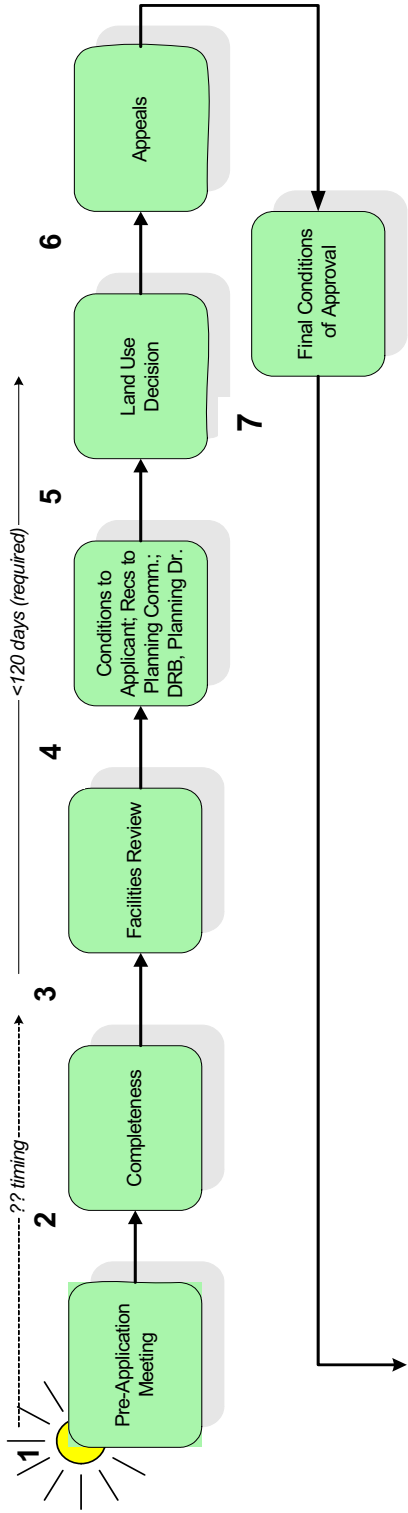 ?? timing
<120 days (required)
1
2
3
4
5
6
Pre-Application
Meeting
Completeness
Facilities Review
Conditions to
Applicant; Recs to
Planning Comm.;
DRB, Planning Dr.
Land Use
Decision
Appeals
7
Final Conditions
of Approval